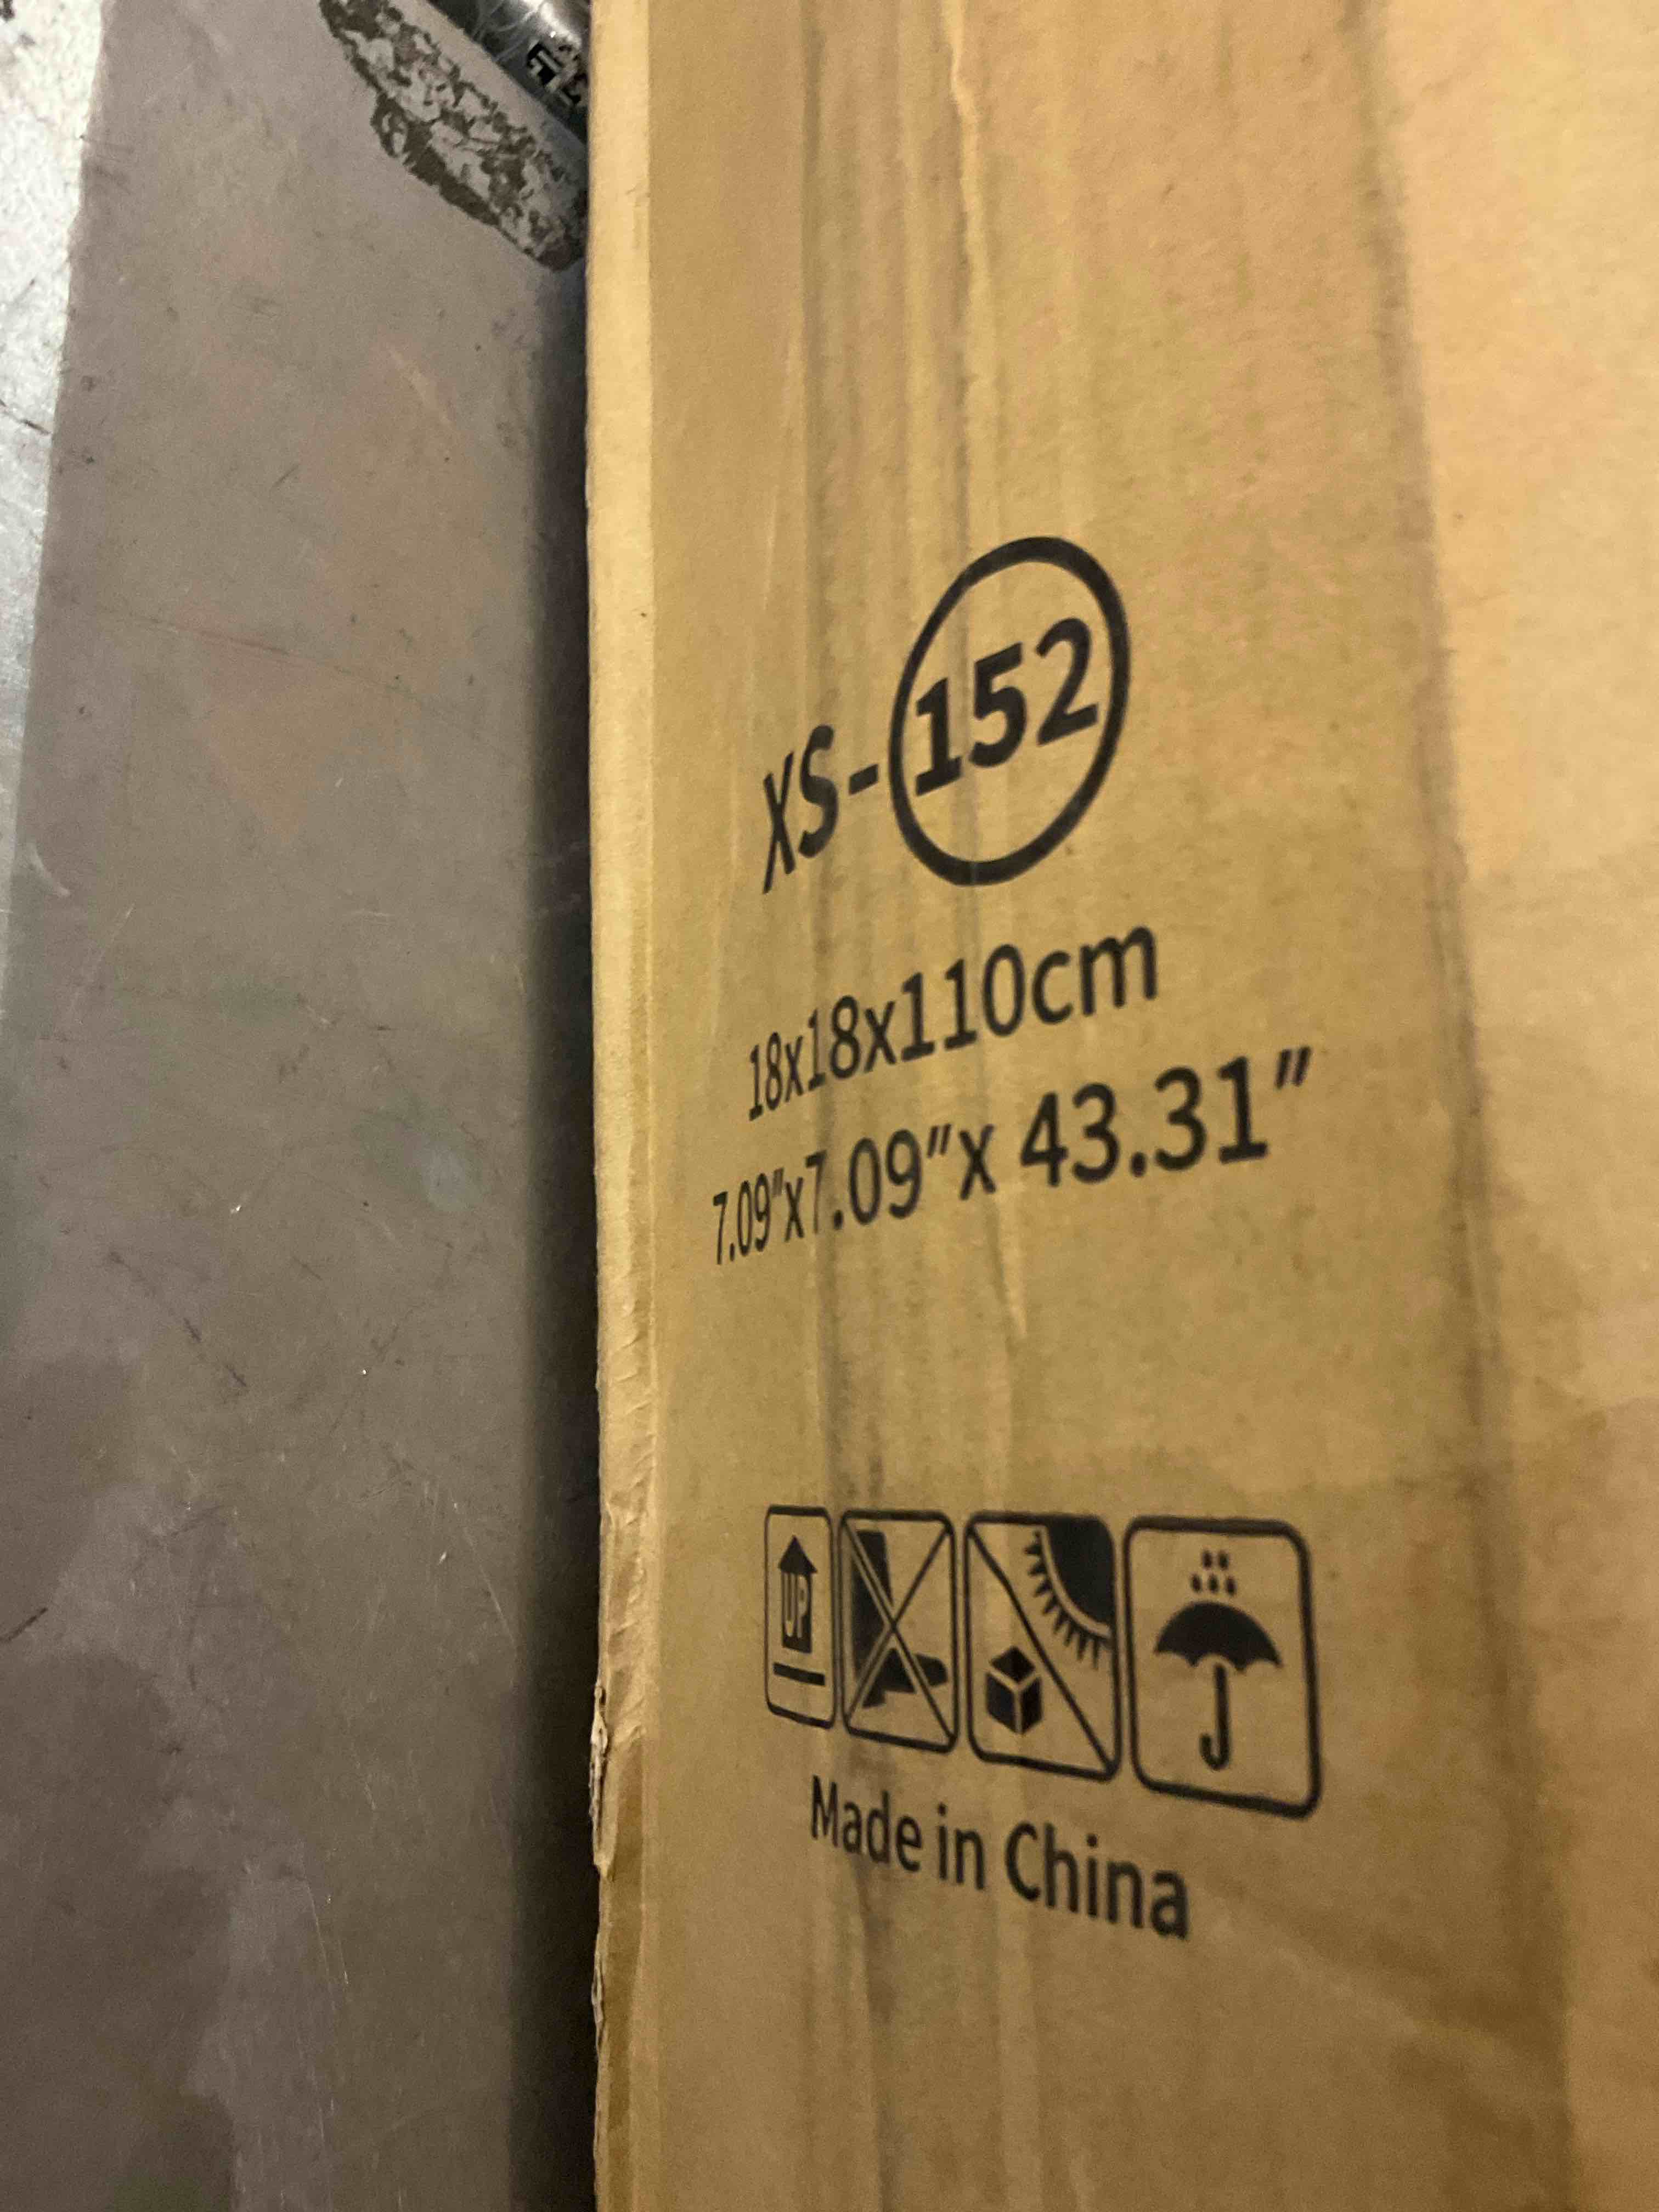 XS-152
18x18x110cm
7.09"x7.09"x 43.31"
UP
Made in China